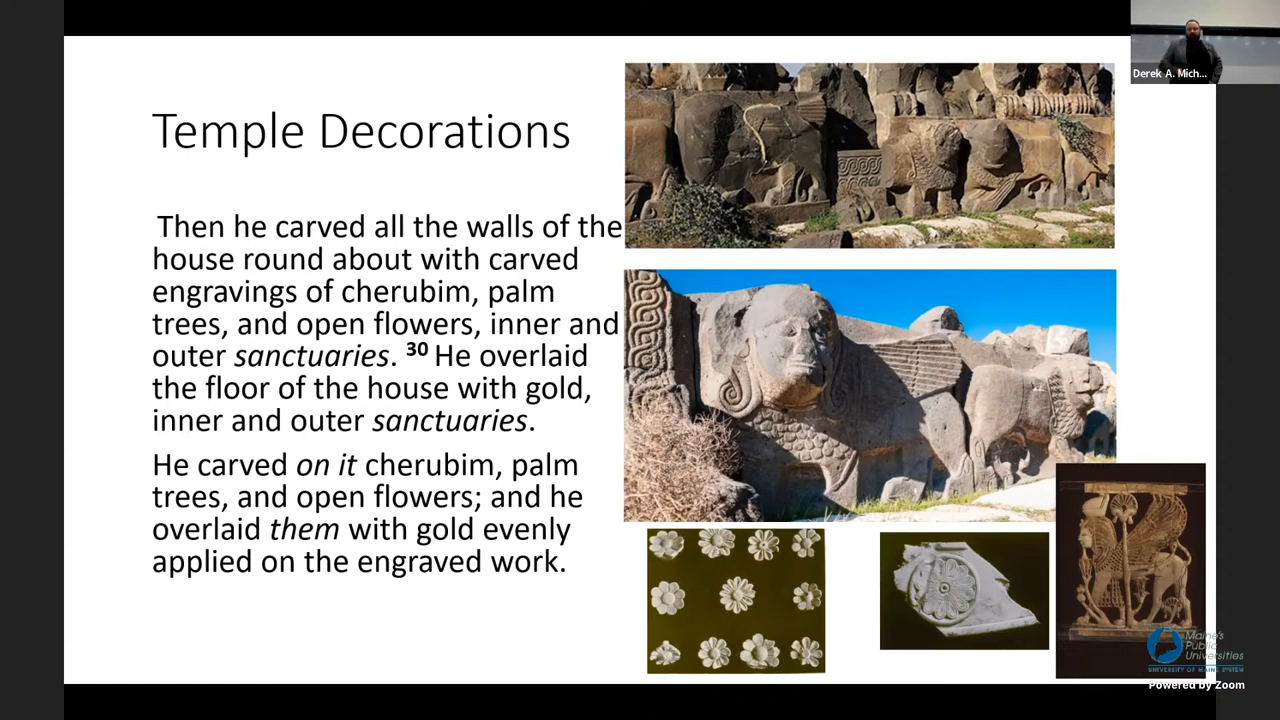 Derek A. Mich...
Temple Decorations
Then he carved all the walls of the
house round about with carved
engravings of cherubim, palm
trees, and open flowers, inner and
outer sanctuaries. 30 He overlaid
the floor of the house with gold,
inner and outer sanctuaries.
He carved on it cherubim, palm
trees, and open flowers; and he
overlaid them with gold evenly
applied on the engraved work.
Maine's
Public
Universities
UNIVERSITY OF MAINE SYSTEM
Powered by Zoom